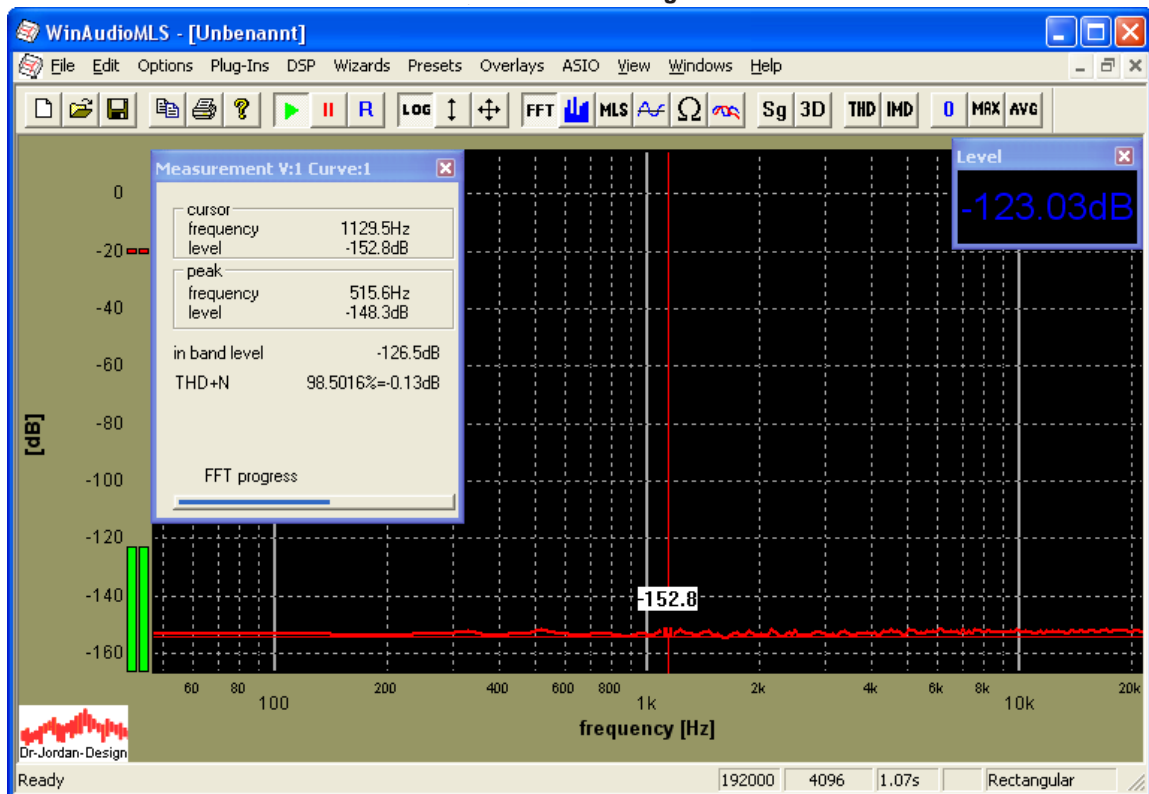 WinAudioMLS - [Unbenannt]
File Edit Options Plug-Ins DSP Wizards Presets Overlays ASIO View Windows Help
LOG FFT MLS Ω Sg 3D THD IMD 0 MAX AVG
R
Measurement V:1 Curve:1
cursor
frequency 1129.5Hz
level -152.8dB
peak
frequency 515.6Hz
level -148.3dB
in band level -126.5dB
THD+N 98.5016%=-0.13dB
FFT progress
Level
-123.03dB
[dB]
0
-20
-40
-60
-80
-100
-120
-140
-160
-152.8
60 80 100 200 400 600 800 1k 2k 4k 6k 8k 10k 20k
frequency [Hz]
Dr-Jordan-Design
Ready 192000 4096 1.07s Rectangular